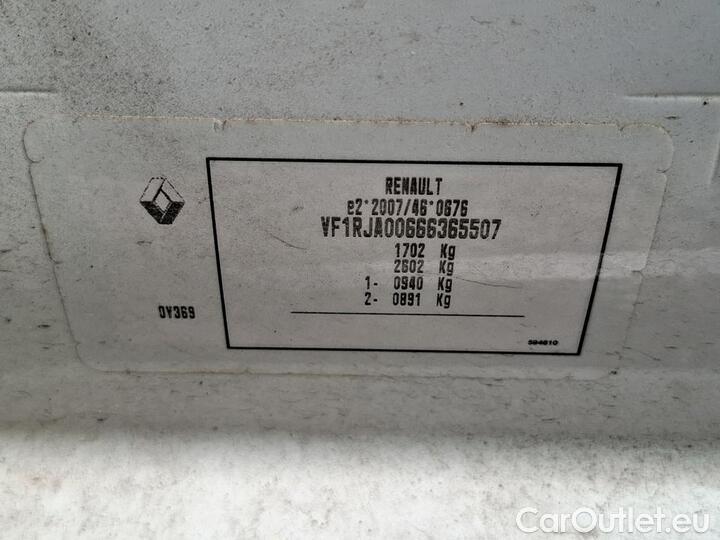 RENAULT
e2*2007/46*0676
VF1RJA00666365507
1702 Kg
2602 Kg
1- 0940 Kg
2- 0891 Kg
0V369
594610
CarOutlet.eu